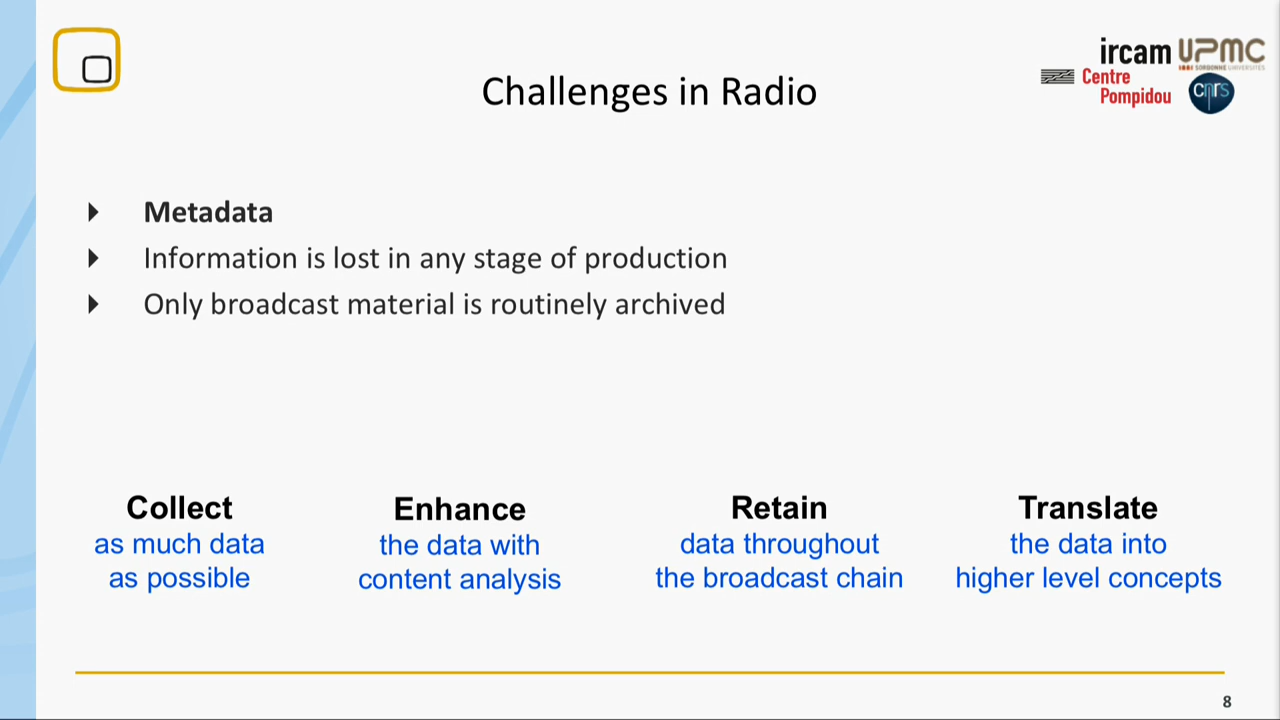 ircam
Centre
Pompidou
UPMC
SORBONNE UNIVERSITÉS
cnrs
Challenges in Radio
Metadata
Information is lost in any stage of production
Only broadcast material is routinely archived
Collect
as much data
as possible
Enhance
the data with
content analysis
Retain
data throughout
the broadcast chain
Translate
the data into
higher level concepts
8